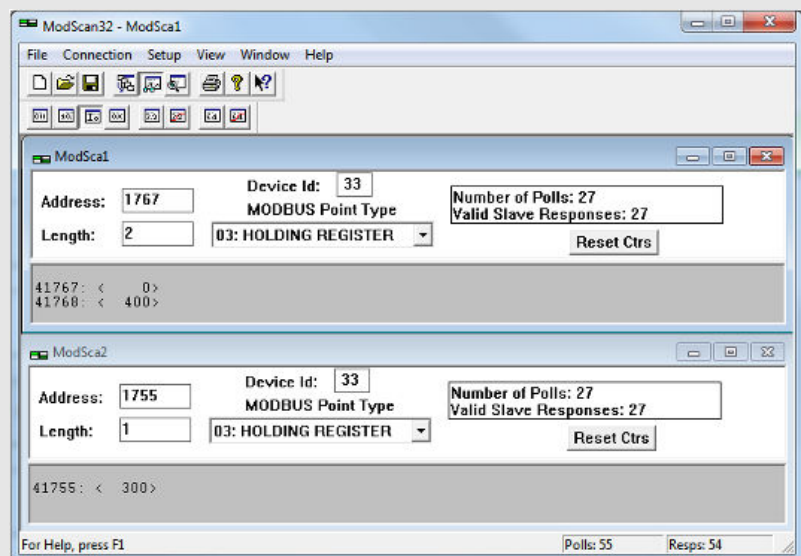 ModScan32 - ModSca1
File Connection Setup View Window Help
ModSca1
Address: 1767
Device Id: 33
MODBUS Point Type
Length: 2
03: HOLDING REGISTER
Number of Polls: 27
Valid Slave Responses: 27
Reset Ctrs
41767: <    0>
41768: <  400>
ModSca2
Address: 1755
Device Id: 33
MODBUS Point Type
Length: 1
03: HOLDING REGISTER
Number of Polls: 27
Valid Slave Responses: 27
Reset Ctrs
41755: <  300>
For Help, press F1
Polls: 55
Resps: 54